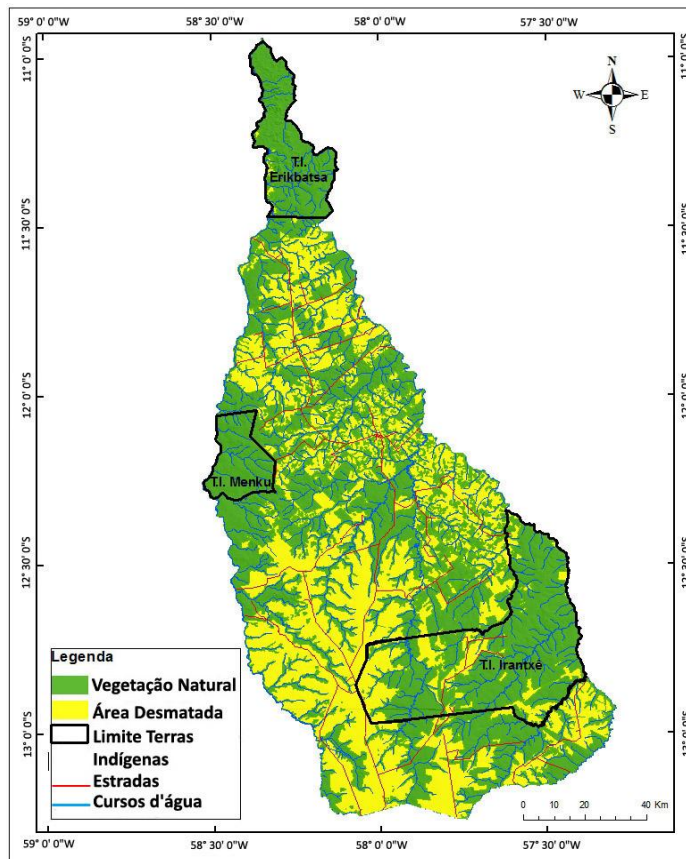 59° 0' 0"W 58° 30' 0"W 58° 0' 0"W 57° 30' 0"W
11° 0' 0"S
11° 0' 0"S
N
W E
S
T.I.
Erikbatsa
11° 30' 0"S
11° 30' 0"S
12° 0' 0"S
12° 0' 0"S
T.I. Menku
12° 30' 0"S
12° 30' 0"S
T.I. Irantxê
Legenda
Vegetação Natural
Área Desmatada
Limite Terras
Indígenas
Estradas
Cursos d'água
13° 0' 0"S
13° 0' 0"S
0 5 10 20 30 40 Km
59° 0' 0"W 58° 30' 0"W 58° 0' 0"W 57° 30' 0"W